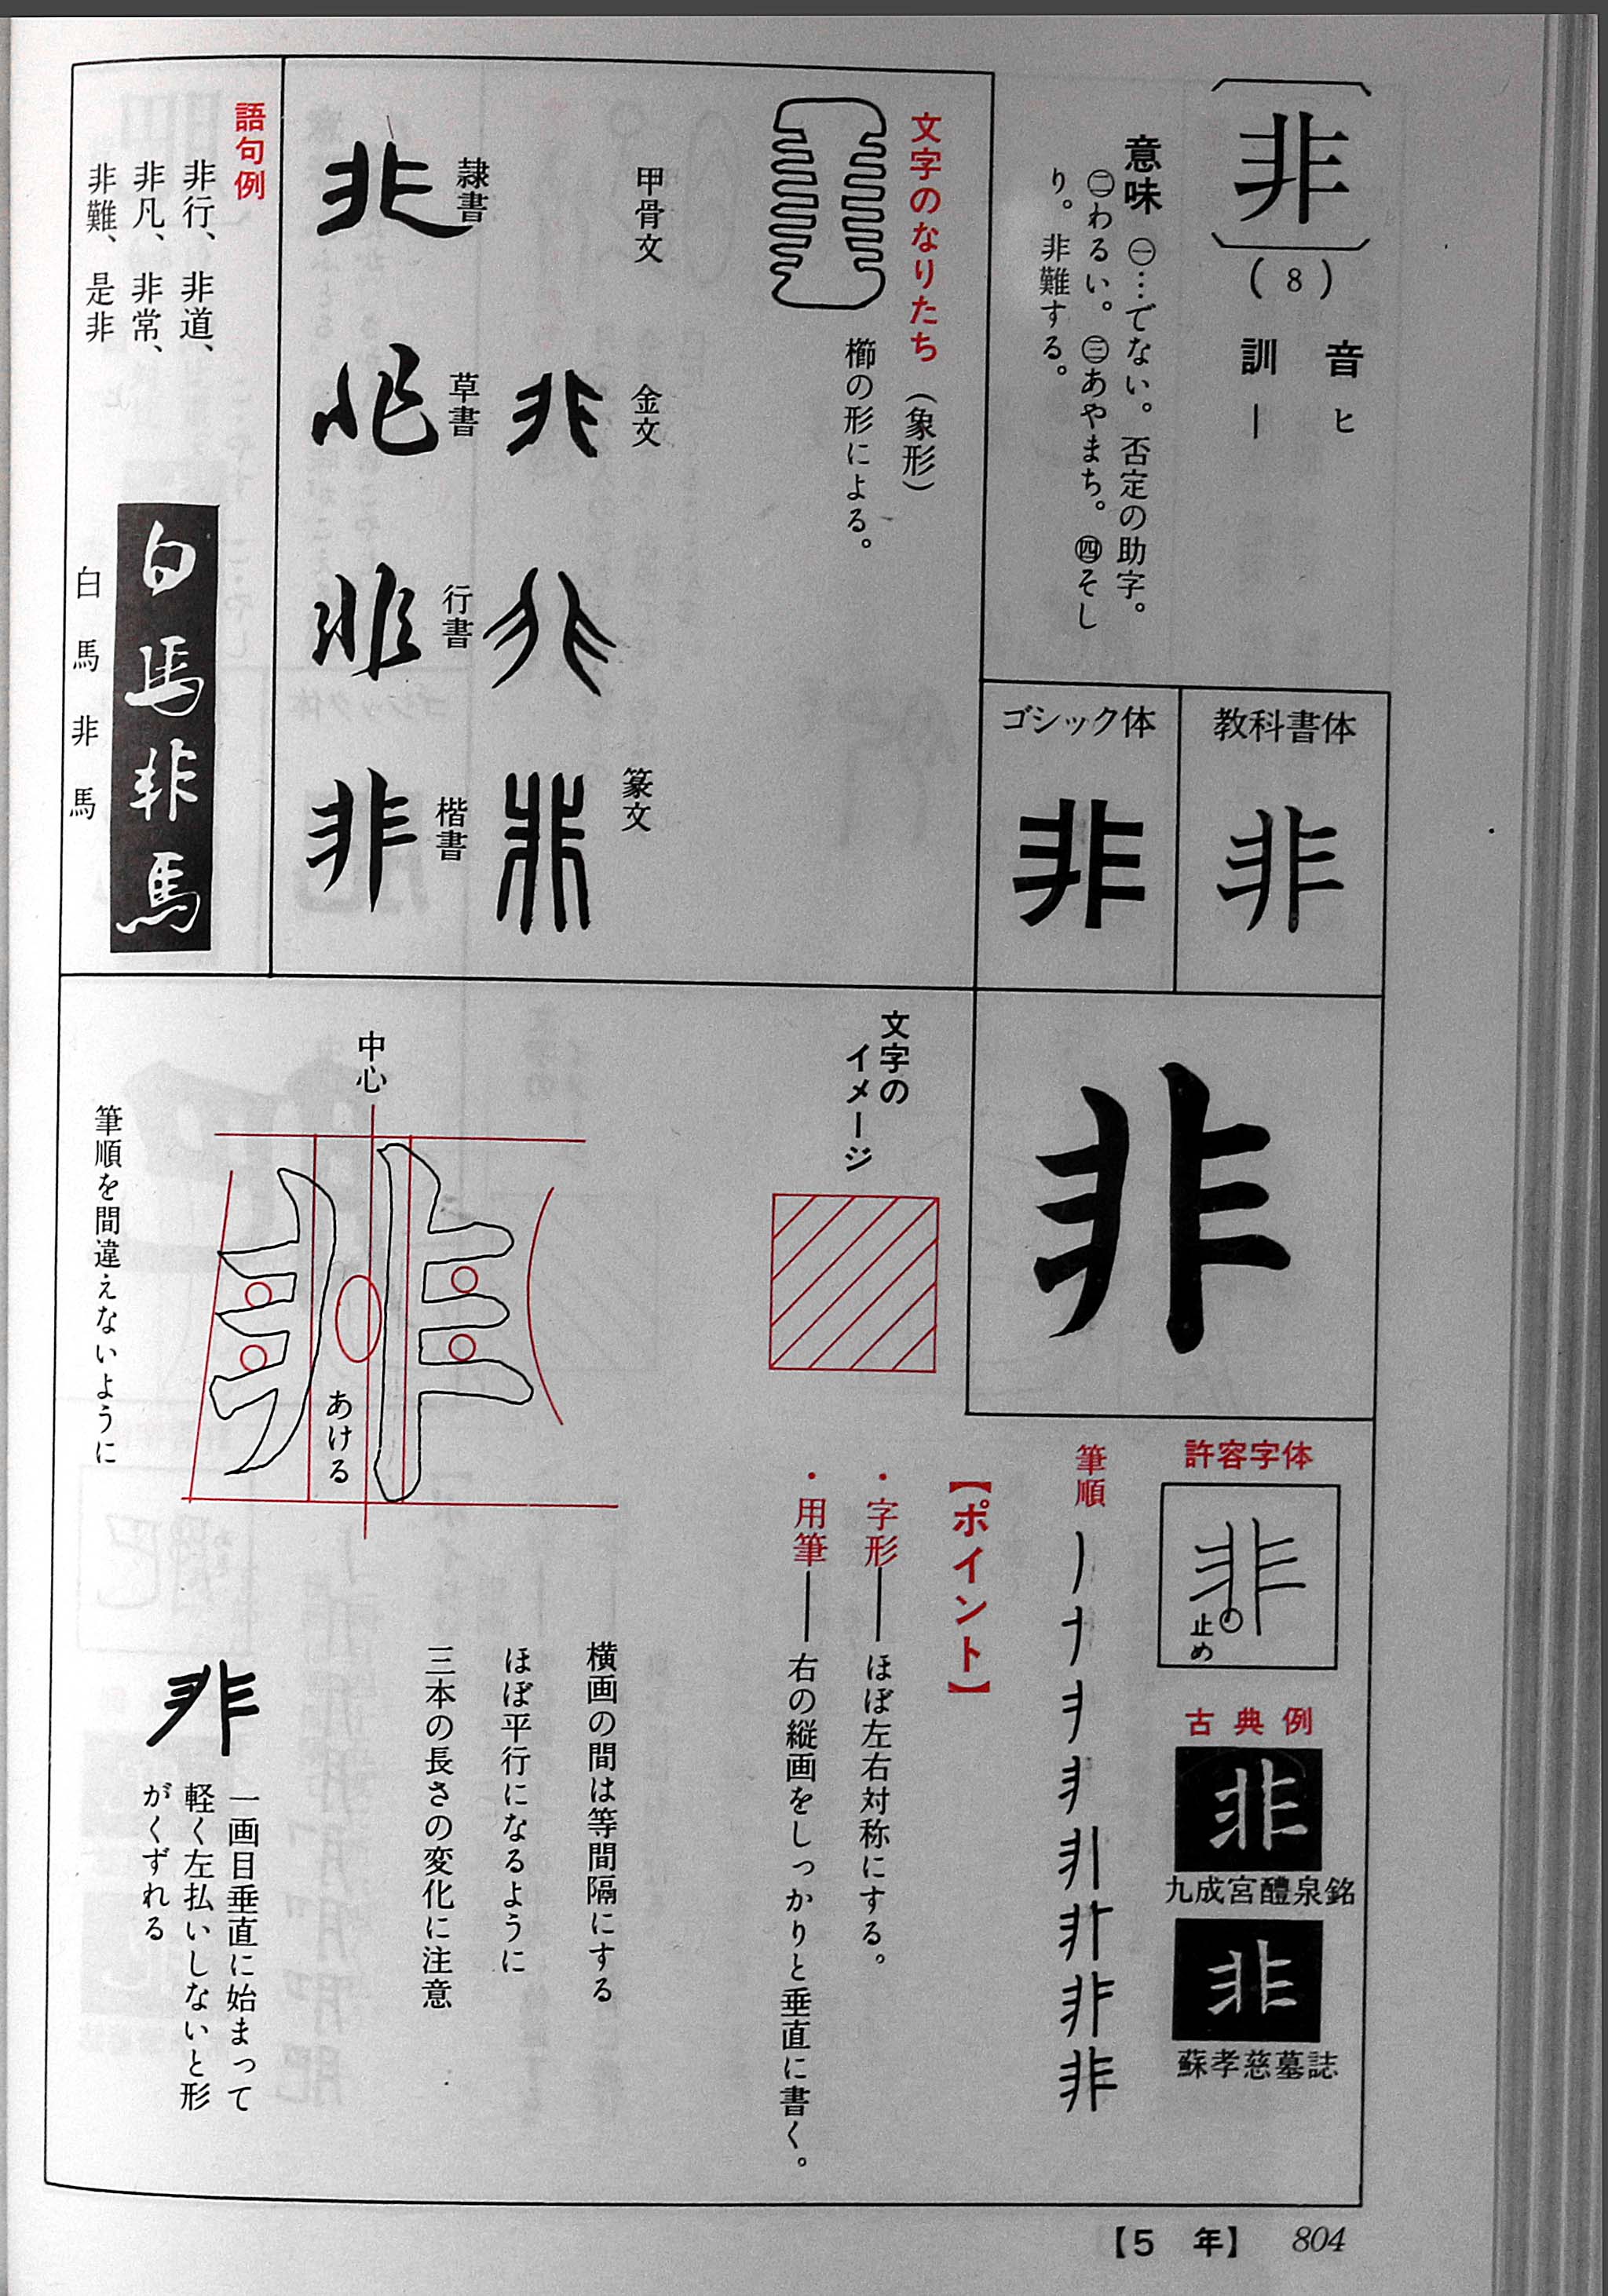 非
(8)
音 ヒ
訓 ―
意味 ㊀…でない。否定の助字。
㊁わるい。㊂あやまち。㊃そし
り。非難する。
教科書体
非
ゴシック体
非
文字のなりたち(象形)
櫛の形による。
甲骨文
金文
非
非
篆文
非
隷書
非
草書
非
行書
非
楷書
非
語句例
非行、非道、
非凡、非常、
非難、是非
白馬非馬
白馬非馬
非
許容字体
非
止め
古典例
非
九成宮醴泉銘
非
蘇孝慈墓誌
筆順
非
【ポイント】
・字形―ほぼ左右対称にする。
・用筆―右の縦画をしっかりと垂直に書く。
文字の
イメージ
横画の間は等間隔にする
ほぼ平行になるように
三本の長さの変化に注意
中心
非
あける
筆順を間違えないように
非
一画目垂直に始まって
軽く左払いしないと形
がくずれる
【5年】 804